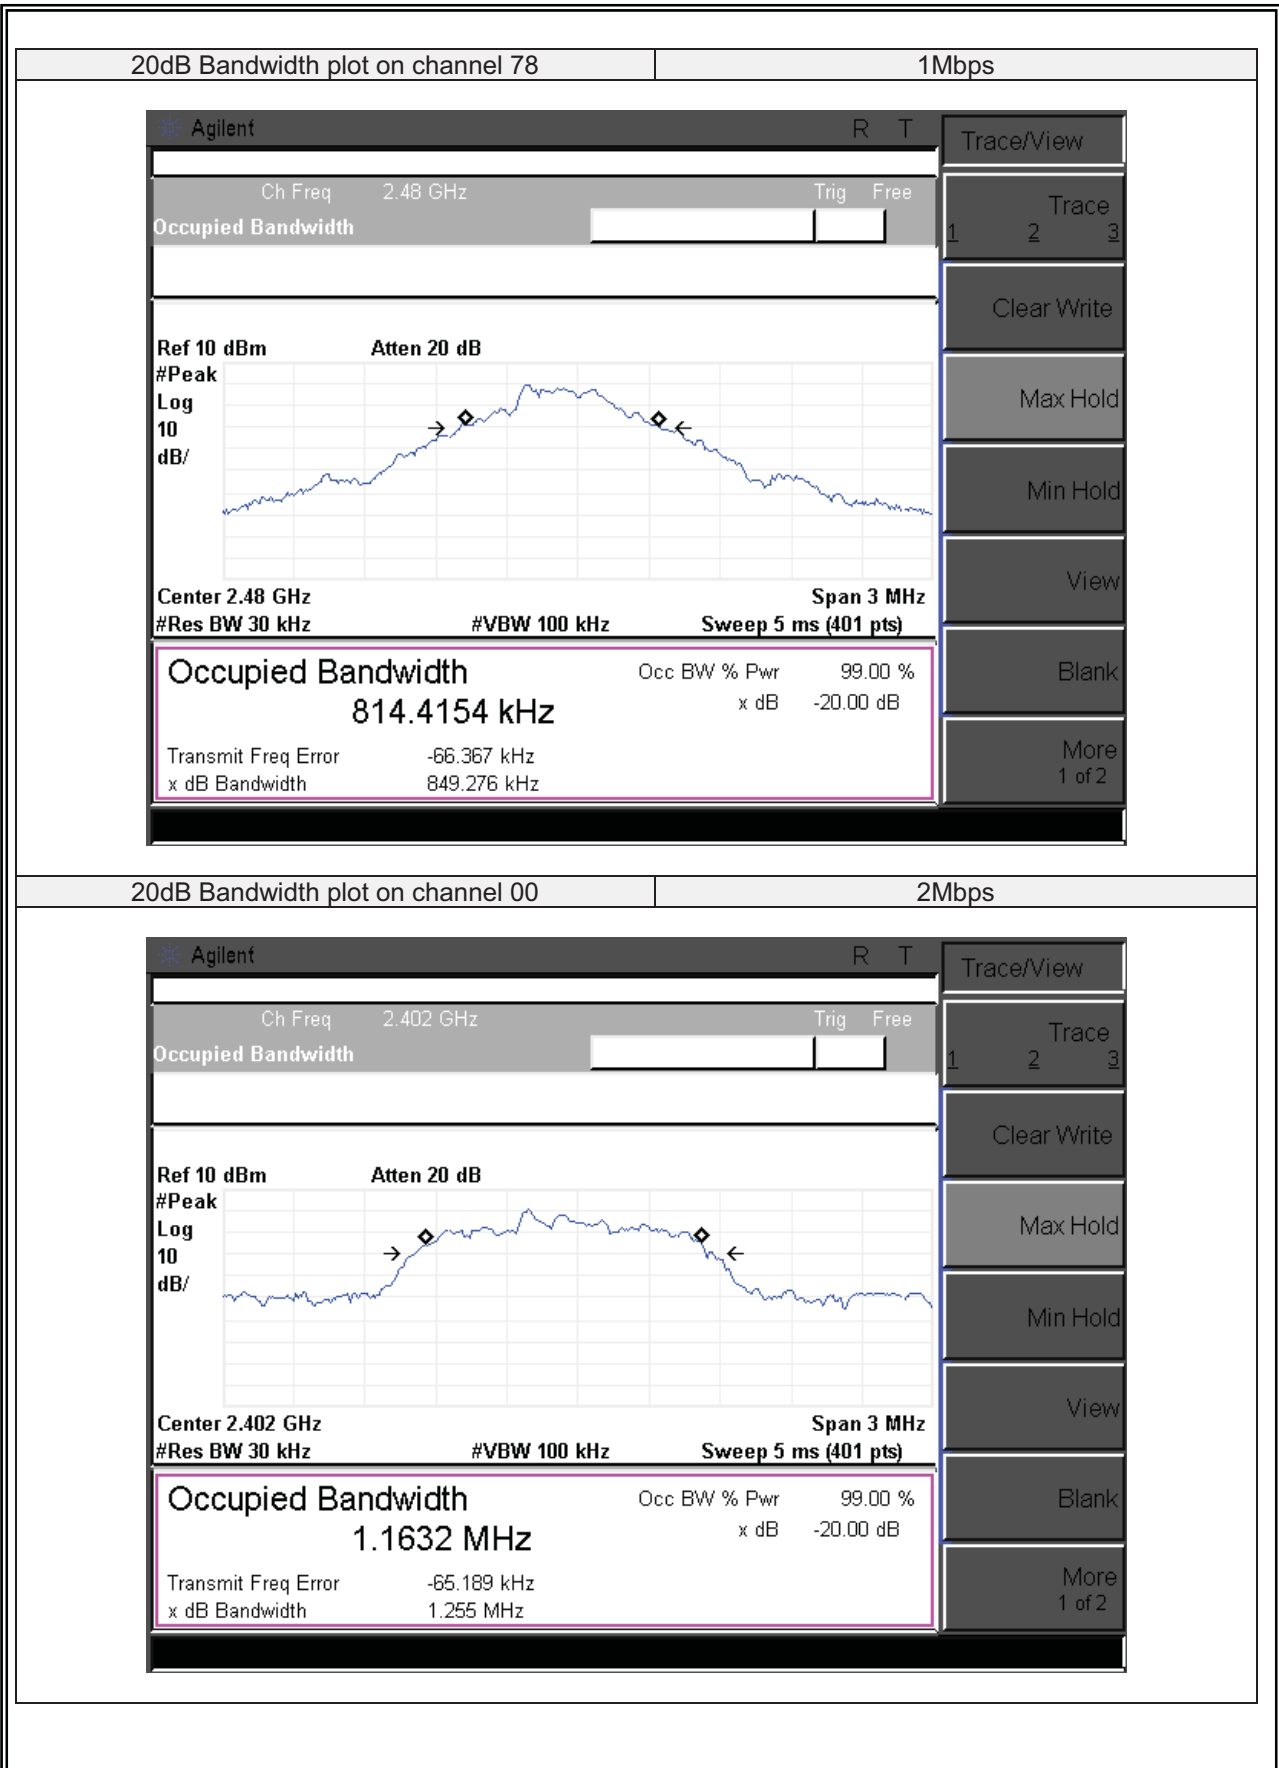 20dB Bandwidth plot on channel 78 1Mbps
Agilent R T
Trace/View
Ch Freq 2.48 GHz Trig Free
Occupied Bandwidth
Trace
1 2 3
Clear Write
Ref 10 dBm Atten 20 dB
#Peak
Log
10
dB/
Max Hold
Min Hold
View
Center 2.48 GHz Span 3 MHz
#Res BW 30 kHz #VBW 100 kHz Sweep 5 ms (401 pts)
Occupied Bandwidth Occ BW % Pwr 99.00 %
814.4154 kHz x dB -20.00 dB
Blank
Transmit Freq Error -66.367 kHz
x dB Bandwidth 849.276 kHz
More
1 of 2
20dB Bandwidth plot on channel 00 2Mbps
Agilent R T
Trace/View
Ch Freq 2.402 GHz Trig Free
Occupied Bandwidth
Trace
1 2 3
Clear Write
Ref 10 dBm Atten 20 dB
#Peak
Log
10
dB/
Max Hold
Min Hold
View
Center 2.402 GHz Span 3 MHz
#Res BW 30 kHz #VBW 100 kHz Sweep 5 ms (401 pts)
Occupied Bandwidth Occ BW % Pwr 99.00 %
1.1632 MHz x dB -20.00 dB
Blank
Transmit Freq Error -65.189 kHz
x dB Bandwidth 1.255 MHz
More
1 of 2